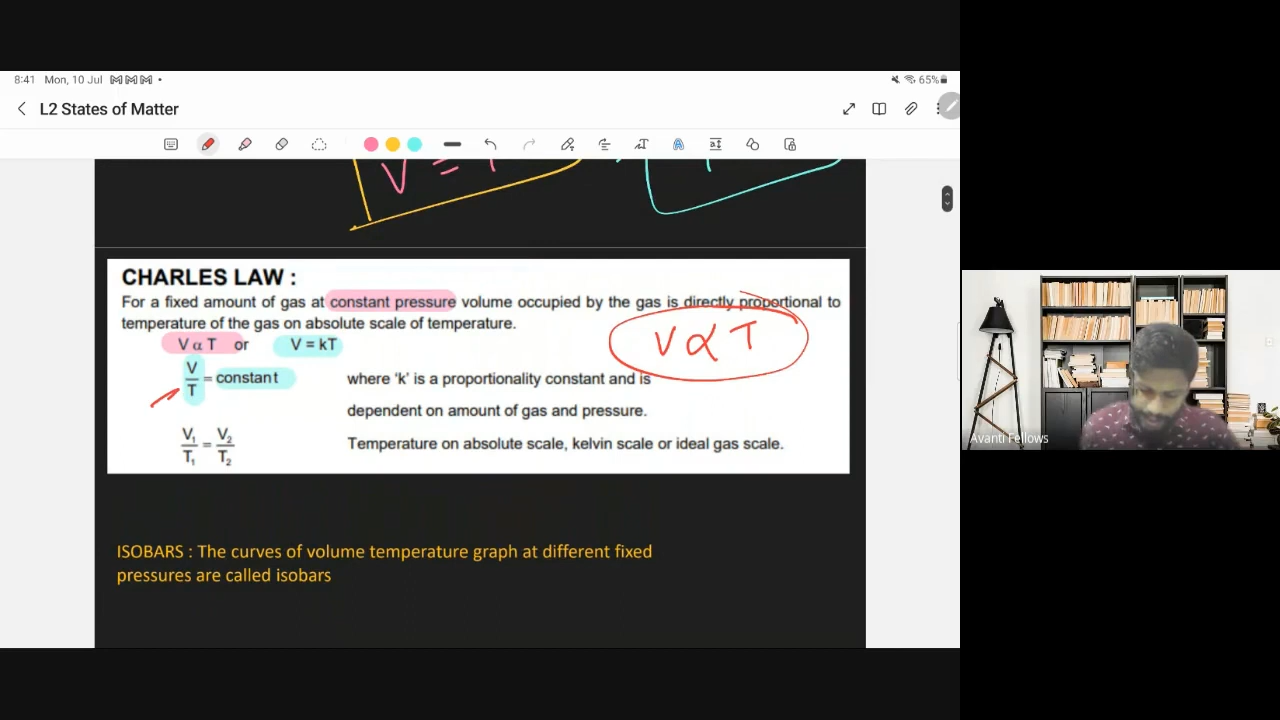 8:41 Mon, 10 Jul
65%
L2 States of Matter
V = T
CHARLES LAW :
For a fixed amount of gas at constant pressure volume occupied by the gas is directly proportional to
temperature of the gas on absolute scale of temperature.
V α T or V = kT
V ∝ T
V/T = constant where 'k' is a proportionality constant and is
dependent on amount of gas and pressure.
V₁/T₁ = V₂/T₂ Temperature on absolute scale, kelvin scale or ideal gas scale.
Avanti Fellows
ISOBARS : The curves of volume temperature graph at different fixed
pressures are called isobars